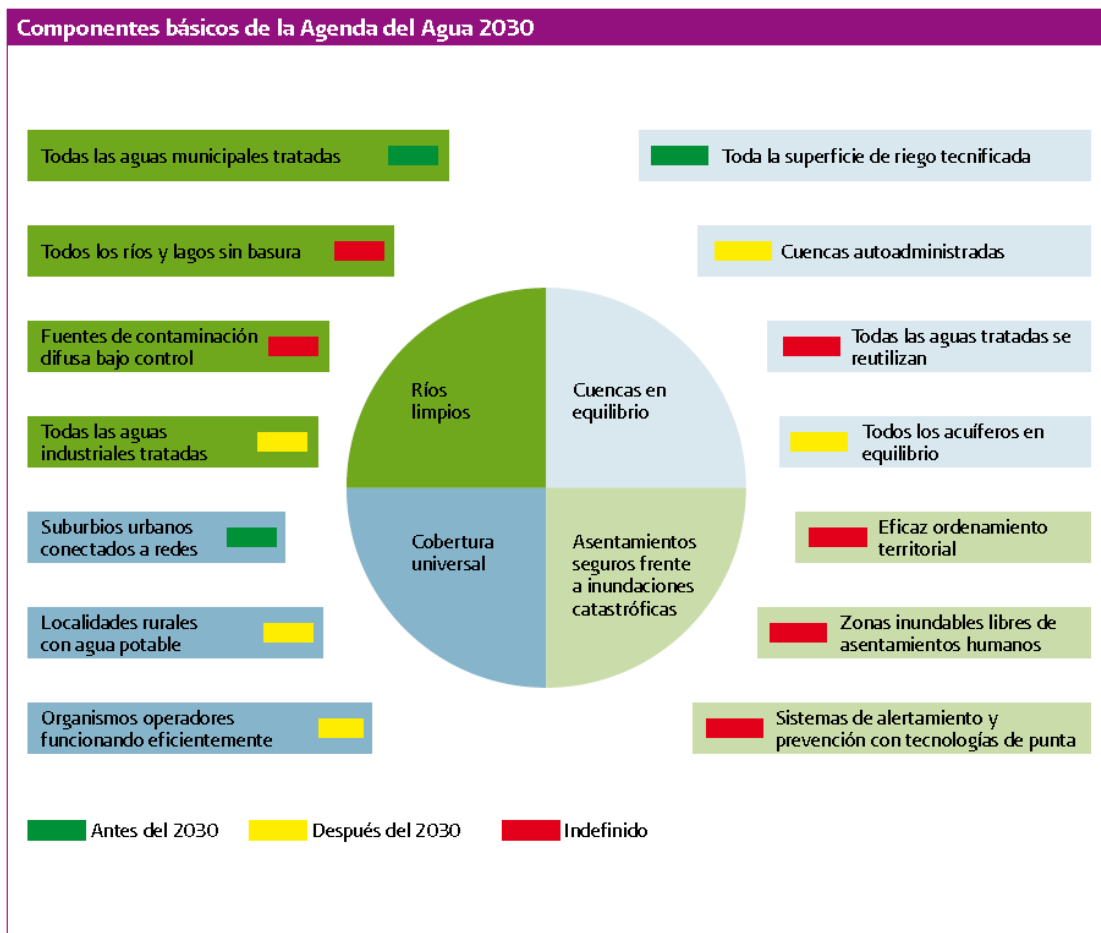 Componentes básicos de la Agenda del Agua 2030
Todas las aguas municipales tratadas
Todos los ríos y lagos sin basura
Fuentes de contaminación
difusa bajo control
Todas las aguas
industriales tratadas
Suburbios urbanos
conectados a redes
Localidades rurales
con agua potable
Organismos operadores
funcionando eficientemente
Ríos
limpios
Cuencas en
equilibrio
Cobertura
universal
Asentamientos
seguros frente
a inundaciones
catastróficas
Toda la superficie de riego tecnificada
Cuencas autoadministradas
Todas las aguas tratadas se
reutilizan
Todos los acuíferos en
equilibrio
Eficaz ordenamiento
territorial
Zonas inundables libres de
asentamientos humanos
Sistemas de alertamiento y
prevención con tecnologías de punta
Antes del 2030
Después del 2030
Indefinido